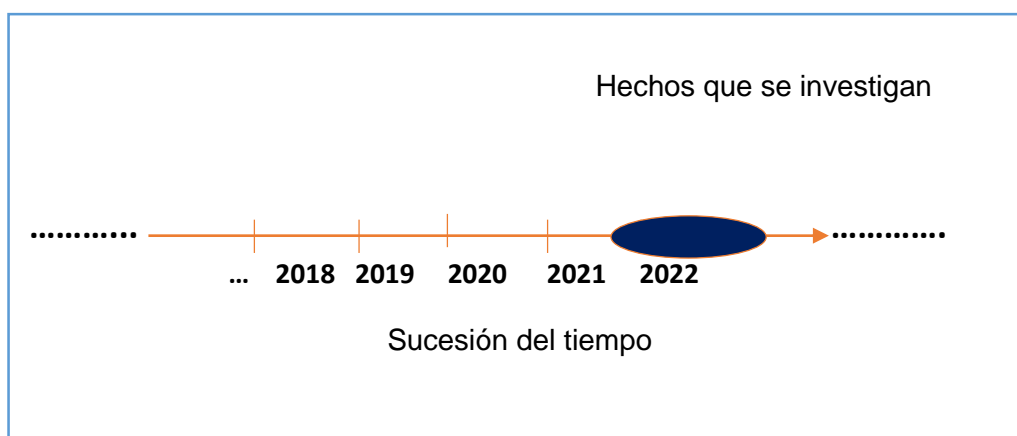 Hechos que se investigan
………… …………..
... 2018 2019 2020 2021 2022
Sucesión del tiempo